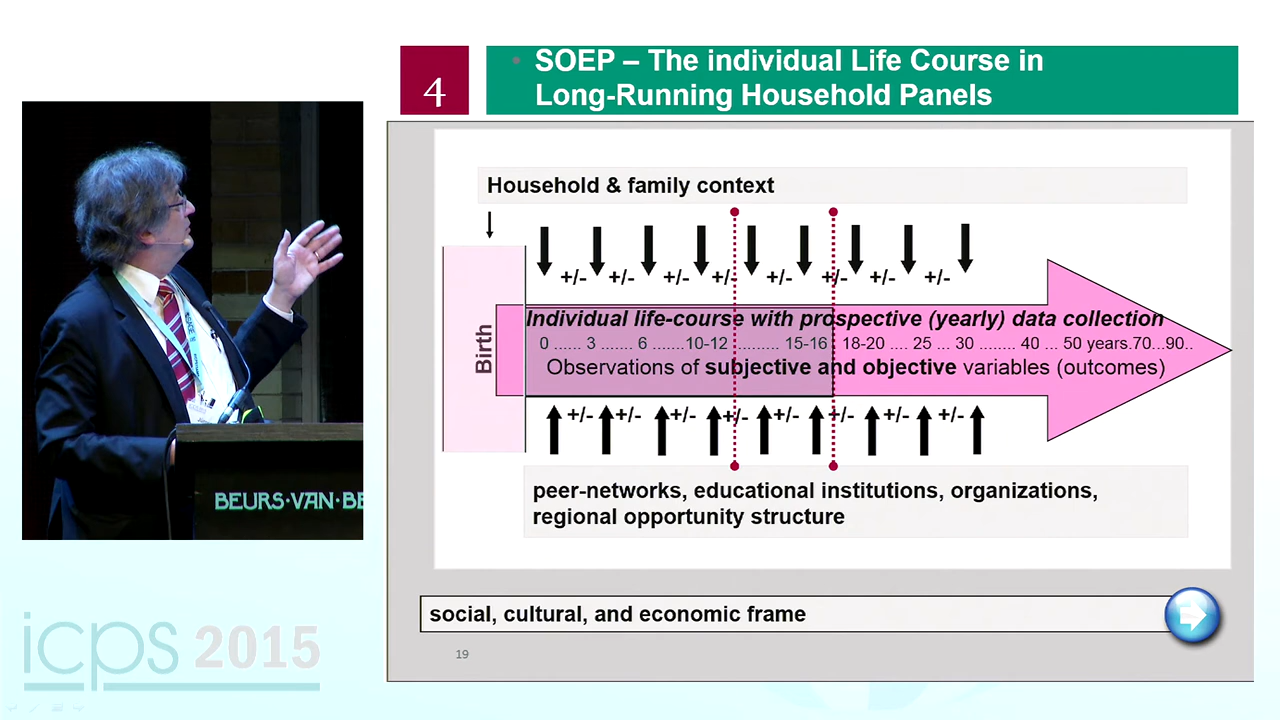 4
• SOEP – The individual Life Course in
Long-Running Household Panels
Household & family context
+/- +/- +/- +/- +/- +/- +/- +/-
Birth
Individual life-course with prospective (yearly) data collection
0 ...... 3 .... 6 .......10-12 .......... 15-16 18-20 .... 25 ... 30 ........ 40 ... 50 years.70...90..
Observations of subjective and objective variables (outcomes)
+/- +/- +/- +/- +/- +/- +/- +/-
peer-networks, educational institutions, organizations,
regional opportunity structure
social, cultural, and economic frame
19
BEURS·VAN·BE
icps 2015